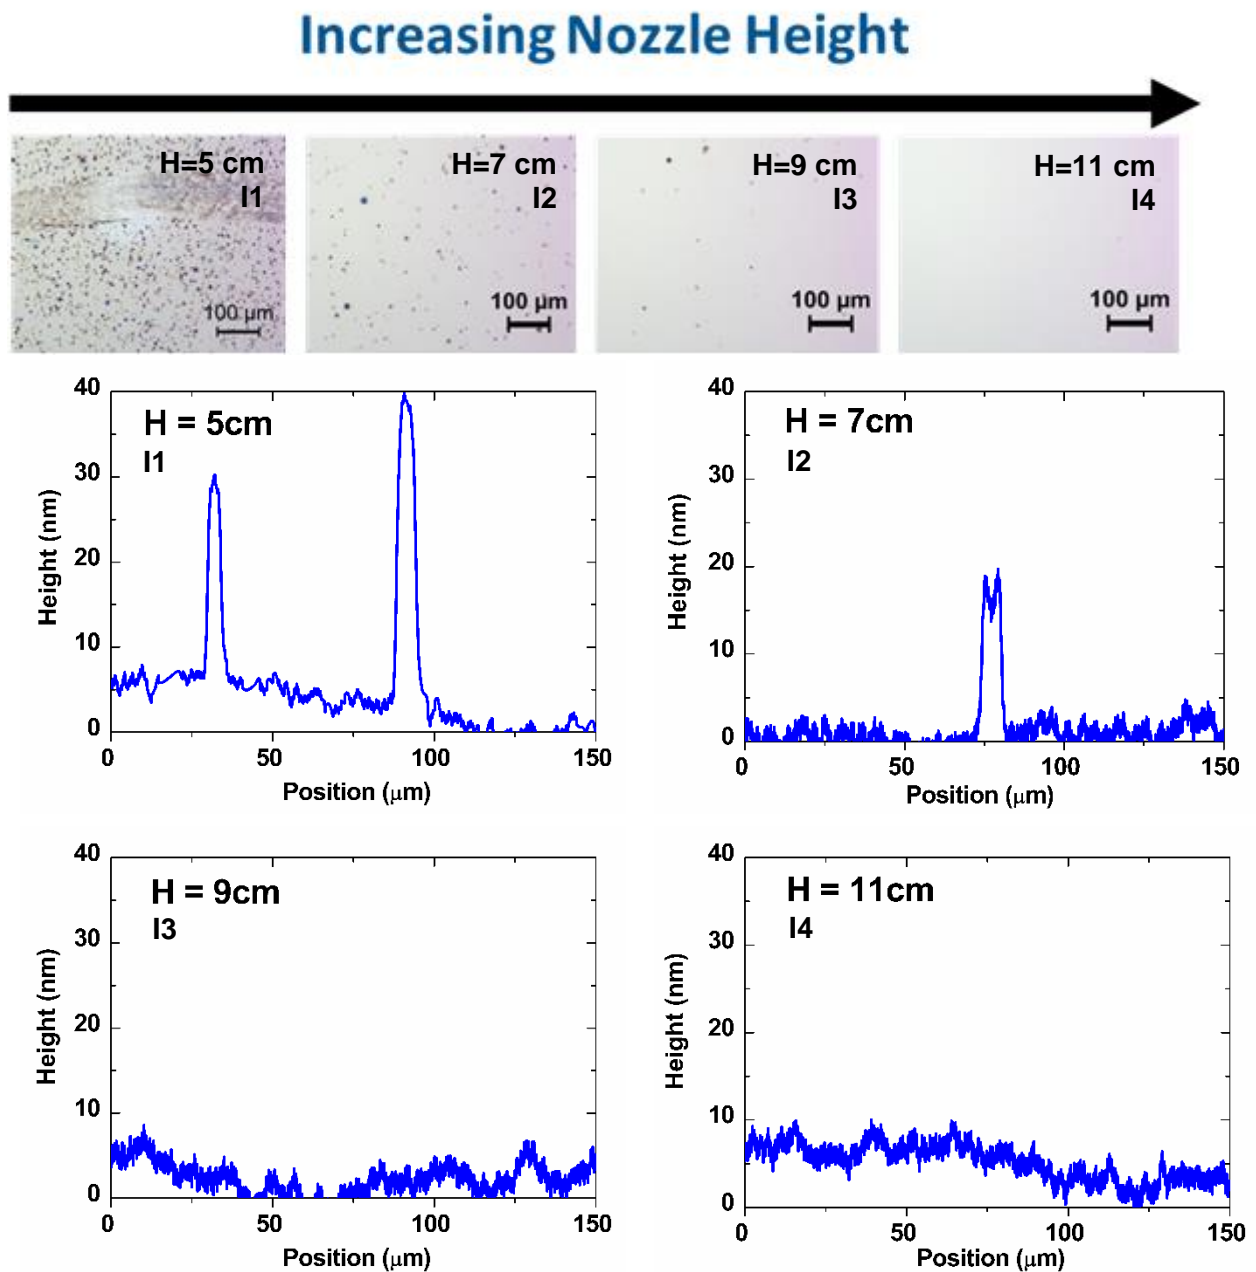 Increasing Nozzle Height
H=5 cm
I1
100 μm
H=7 cm
I2
100 μm
H=9 cm
I3
100 μm
H=11 cm
I4
100 μm
H = 5cm
I1
Height (nm)
40
30
20
10
0
0 50 100 150
Position (μm)
H = 7cm
I2
Height (nm)
40
30
20
10
0
0 50 100 150
Position (μm)
H = 9cm
I3
Height (nm)
40
30
20
10
0
0 50 100 150
Position (μm)
H = 11cm
I4
Height (nm)
40
30
20
10
0
0 50 100 150
Position (μm)